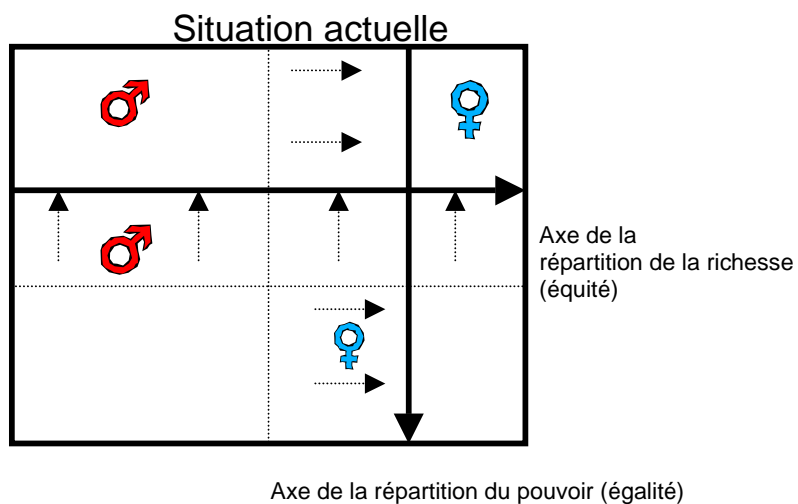 Situation actuelle
Axe de la
répartition de la richesse
(équité)
Axe de la répartition du pouvoir (égalité)